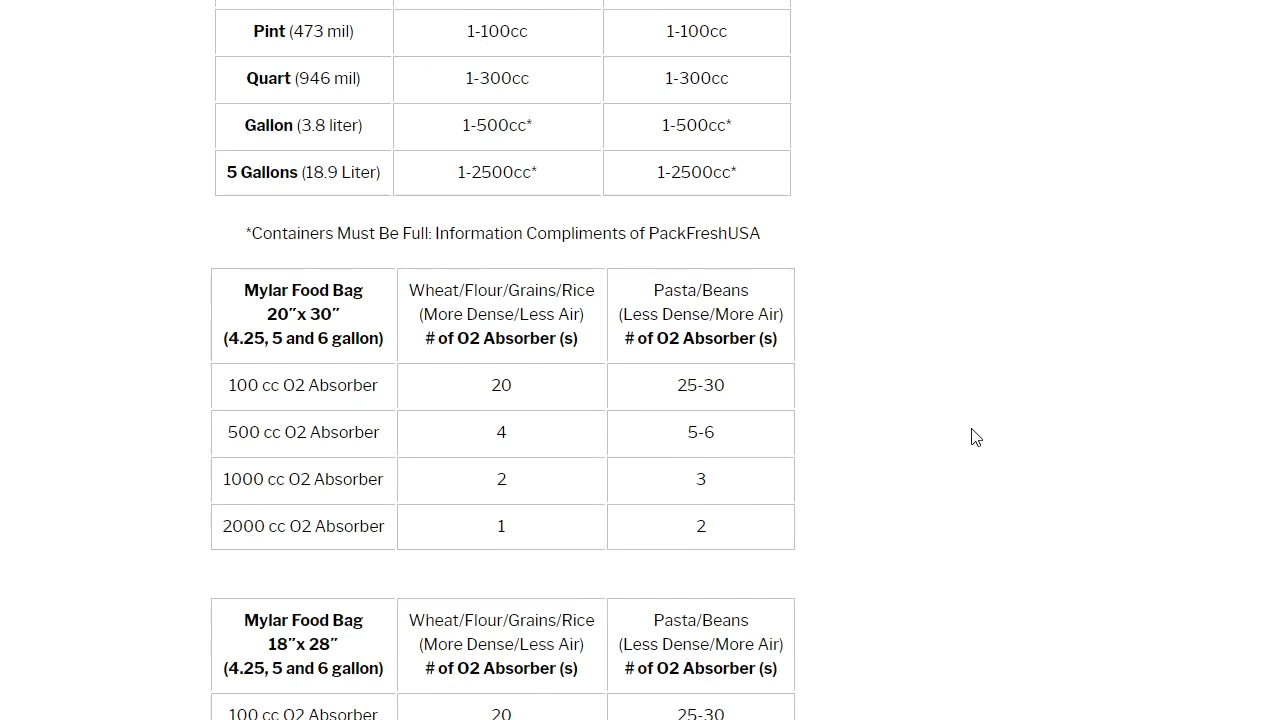 Pint (473 mil) 1-100cc 1-100cc
Quart (946 mil) 1-300cc 1-300cc
Gallon (3.8 liter) 1-500cc* 1-500cc*
5 Gallons (18.9 Liter) 1-2500cc* 1-2500cc*
*Containers Must Be Full: Information Compliments of PackFreshUSA
Mylar Food Bag Wheat/Flour/Grains/Rice Pasta/Beans
20″x 30″ (More Dense/Less Air) (Less Dense/More Air)
(4.25, 5 and 6 gallon) # of O2 Absorber (s) # of O2 Absorber (s)
100 cc O2 Absorber 20 25-30
500 cc O2 Absorber 4 5-6
1000 cc O2 Absorber 2 3
2000 cc O2 Absorber 1 2
Mylar Food Bag Wheat/Flour/Grains/Rice Pasta/Beans
18″x 28″ (More Dense/Less Air) (Less Dense/More Air)
(4.25, 5 and 6 gallon) # of O2 Absorber (s) # of O2 Absorber (s)
100 cc O2 Absorber 20 25-30